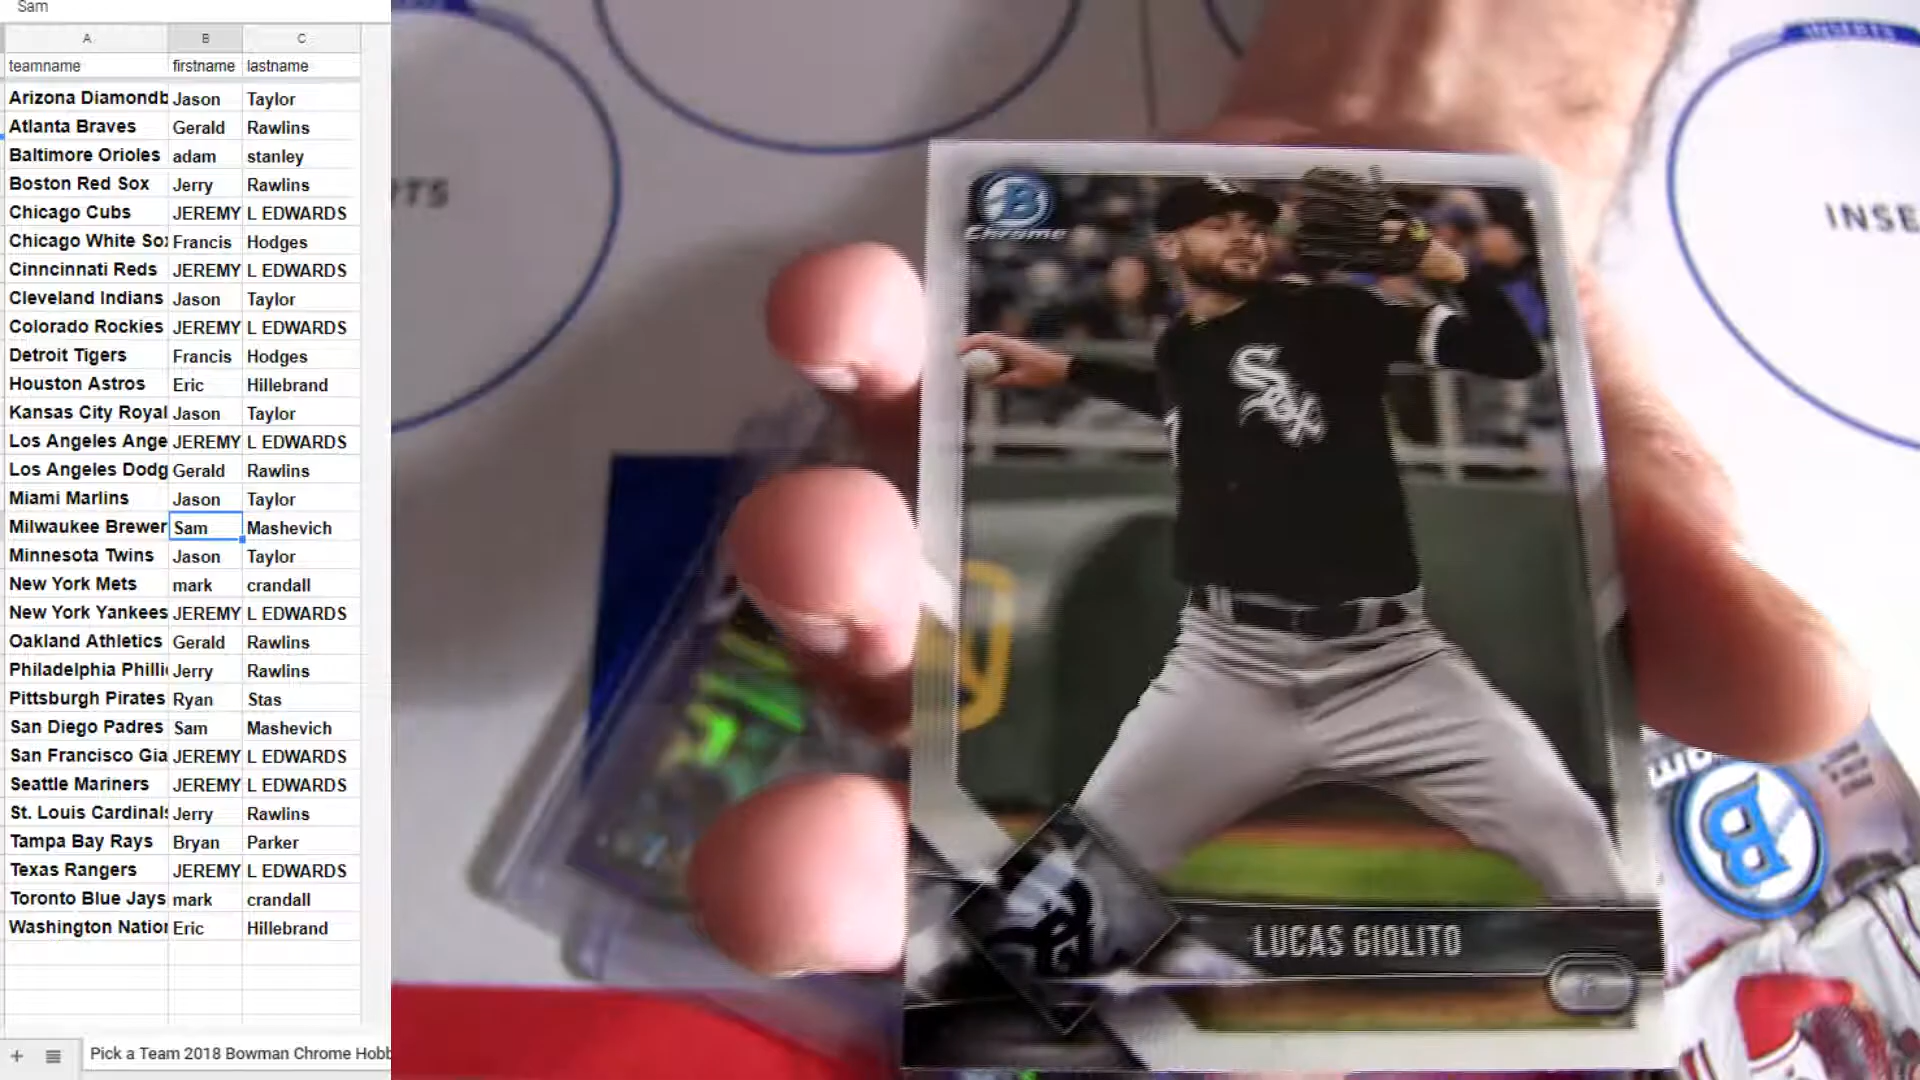 Sam
A B C
teamname firstname lastname
Arizona Diamondb Jason Taylor
Atlanta Braves Gerald Rawlins
Baltimore Orioles adam stanley
Boston Red Sox Jerry Rawlins
Chicago Cubs JEREMY L EDWARDS
Chicago White Sox Francis Hodges
Cinncinnati Reds JEREMY L EDWARDS
Cleveland Indians Jason Taylor
Colorado Rockies JEREMY L EDWARDS
Detroit Tigers Francis Hodges
Houston Astros Eric Hillebrand
Kansas City Royal Jason Taylor
Los Angeles Ange JEREMY L EDWARDS
Los Angeles Dodg Gerald Rawlins
Miami Marlins Jason Taylor
Milwaukee Brewer Sam Mashevich
Minnesota Twins Jason Taylor
New York Mets mark crandall
New York Yankees JEREMY L EDWARDS
Oakland Athletics Gerald Rawlins
Philadelphia Philli Jerry Rawlins
Pittsburgh Pirates Ryan Stas
San Diego Padres Sam Mashevich
San Francisco Gia JEREMY L EDWARDS
Seattle Mariners JEREMY L EDWARDS
St. Louis Cardinals Jerry Rawlins
Tampa Bay Rays Bryan Parker
Texas Rangers JEREMY L EDWARDS
Toronto Blue Jays mark crandall
Washington Nation Eric Hillebrand
Pick a Team 2018 Bowman Chrome Hobb
INSERTS
RTS
INSE
B
Chrome
Sox
LUCAS GIOLITO
P
B